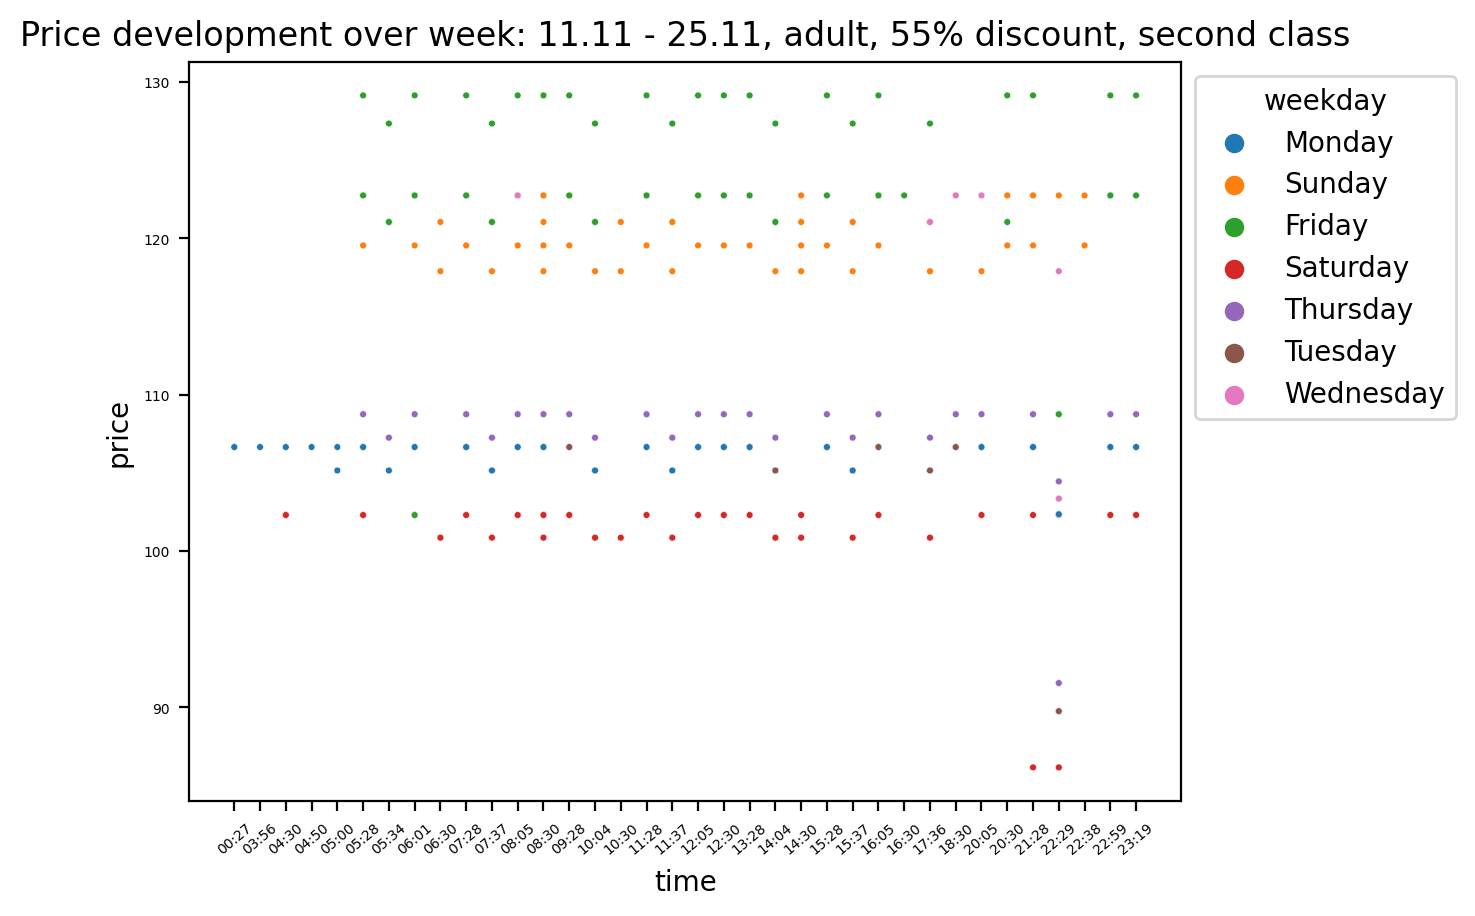 Price development over week: 11.11 - 25.11, adult, 55% discount, second class
130
120
110
100
90
price
00:27 03:56 04:30 04:50 05:00 05:28 05:34 06:01 06:30 07:28 07:37 08:05 08:30 09:28 10:04 10:30 11:28 11:37 12:05 12:30 13:28 14:04 14:30 15:28 15:37 16:05 16:30 17:36 18:30 20:05 20:30 21:28 22:29 22:38 22:59 23:19
time
weekday
Monday
Sunday
Friday
Saturday
Thursday
Tuesday
Wednesday